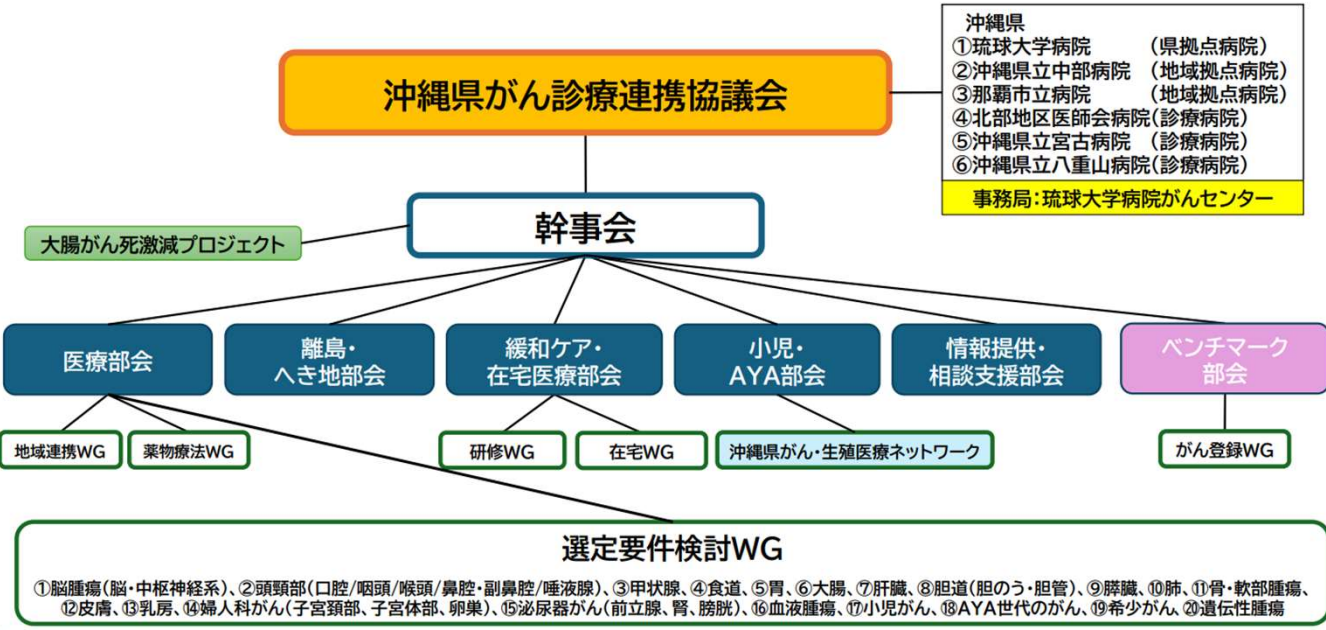 沖縄県がん診療連携協議会
沖縄県
①琉球大学病院 (県拠点病院)
②沖縄県立中部病院 (地域拠点病院)
③那覇市立病院 (地域拠点病院)
④北部地区医師会病院(診療病院)
⑤沖縄県立宮古病院 (診療病院)
⑥沖縄県立八重山病院(診療病院)
事務局:琉球大学病院がんセンター
幹事会
大腸がん死激減プロジェクト
医療部会
離島・
へき地部会
緩和ケア・
在宅医療部会
小児・
AYA部会
情報提供・
相談支援部会
ベンチマーク
部会
地域連携WG
薬物療法WG
研修WG
在宅WG
沖縄県がん・生殖医療ネットワーク
がん登録WG
選定要件検討WG
①脳腫瘍(脳・中枢神経系)、②頭頸部(口腔/咽頭/喉頭/鼻腔・副鼻腔/唾液腺)、③甲状腺、④食道、⑤胃、⑥大腸、⑦肝臓、⑧胆道(胆のう・胆管)、⑨膵臓、⑩肺、⑪骨・軟部腫瘍、
⑫皮膚、⑬乳房、⑭婦人科がん(子宮頚部、子宮体部、卵巣)、⑮泌尿器がん(前立腺、腎、膀胱)、⑯血液腫瘍、⑰小児がん、⑱AYA世代のがん、⑲希少がん、⑳遺伝性腫瘍